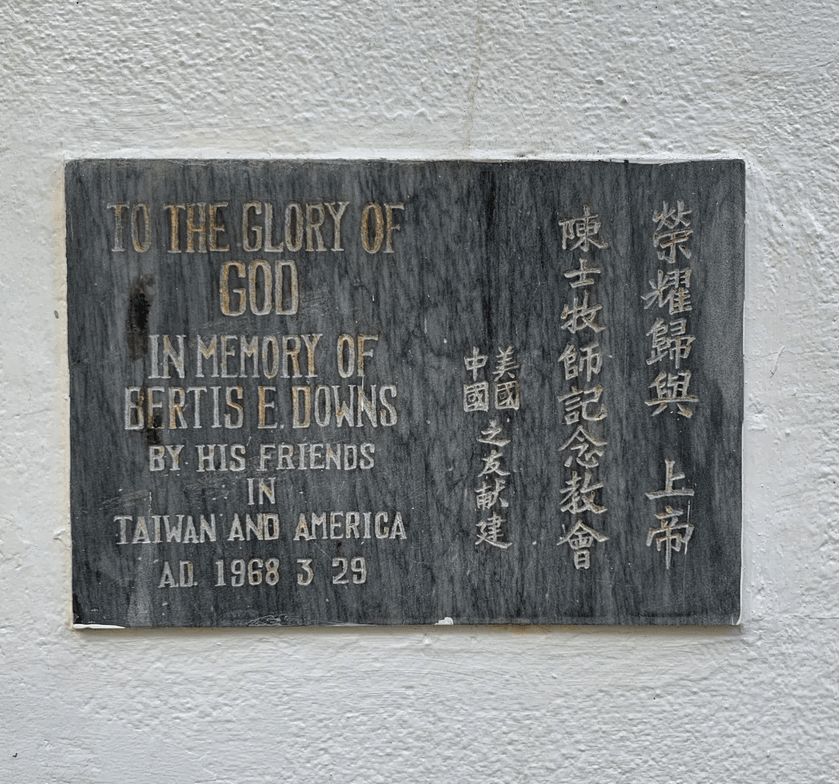 TO THE GLORY OF
GOD
IN MEMORY OF
BERTIS E. DOWNS
BY HIS FRIENDS
IN
TAIWAN AND AMERICA
A.D. 1968 3 29
榮耀歸與 上帝
陳士牧師記念教會
美國
中國
之友献建